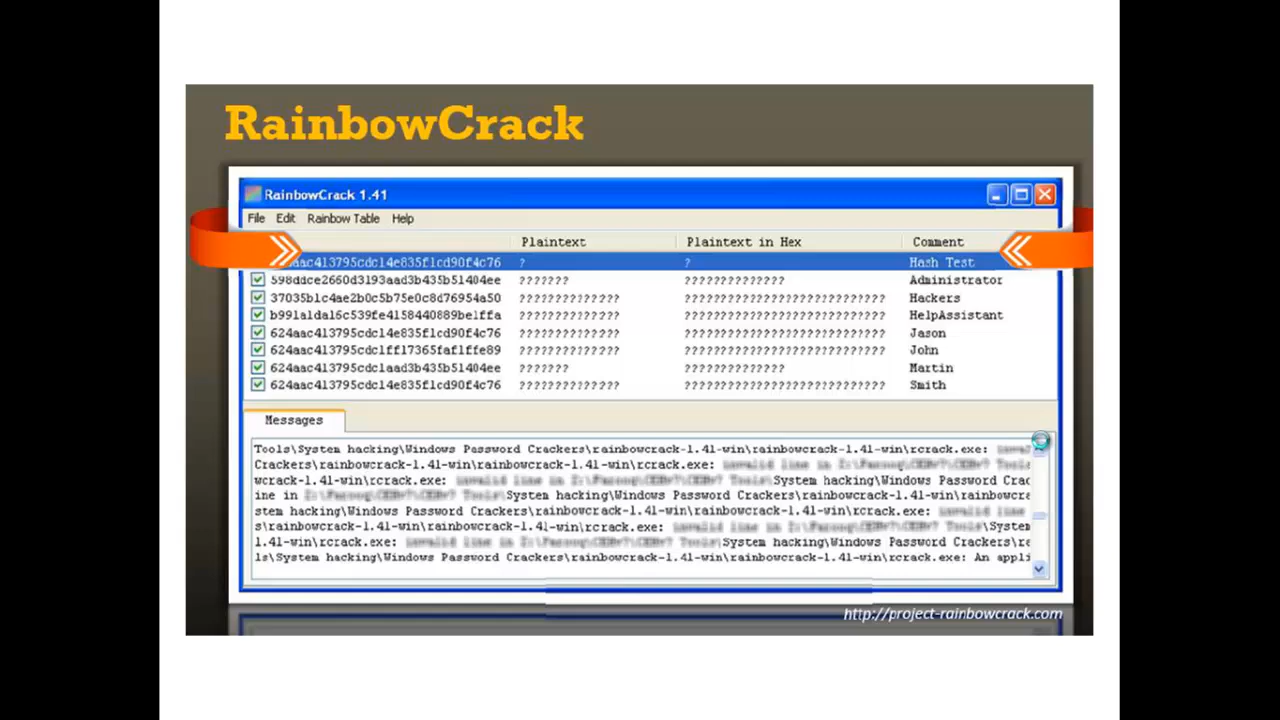 RainbowCrack
RainbowCrack 1.41
File Edit Rainbow Table Help
Plaintext Plaintext in Hex Comment
aac413795cdc14e835f1cd90f4c76 ? ? Hash Test
598ddce2660d3193aad3b435b51404ee ??????? ?????????????? Administrator
37035b1c4ae2b0c5b75e0c8d76954a50 ?????????????? ???????????????????????????? Hackers
b991a1da16c539fe4158440889be1ffa ?????????????? ???????????????????????????? HelpAssistant
624aac413795cdc14e835f1cd90f4c76 ?????????????? ???????????????????????????? Jason
624aac413795cdc1ff17365faf1ffe89 ?????????????? ???????????????????????????? John
624aac413795cdc1aad3b435b51404ee ??????? ?????????????? Martin
624aac413795cdc14e835f1cd90f4c76 ?????????????? ???????????????????????????? Smith
Messages
Tools\System hacking\Windows Password Crackers\rainbowcrack-1.41-win\rainbowcrack-1.41-win\rcrack.exe:
Crackers\rainbowcrack-1.41-win\rainbowcrack-1.41-win\rcrack.exe:
wcrack-1.41-win\rcrack.exe: System hacking\Windows Password Crac
ine in System hacking\Windows Password Crackers\rainbowcrack-1.41-win\rainbowcra
stem hacking\Windows Password Crackers\rainbowcrack-1.41-win\rainbowcrack-1.41-win\rcrack.exe:
s\rainbowcrack-1.41-win\rainbowcrack-1.41-win\rcrack.exe: \System
1.41-win\rcrack.exe: System hacking\Windows Password Crackers\ra
ls\System hacking\Windows Password Crackers\rainbowcrack-1.41-win\rainbowcrack-1.41-win\rcrack.exe: An appli
http://project-rainbowcrack.com